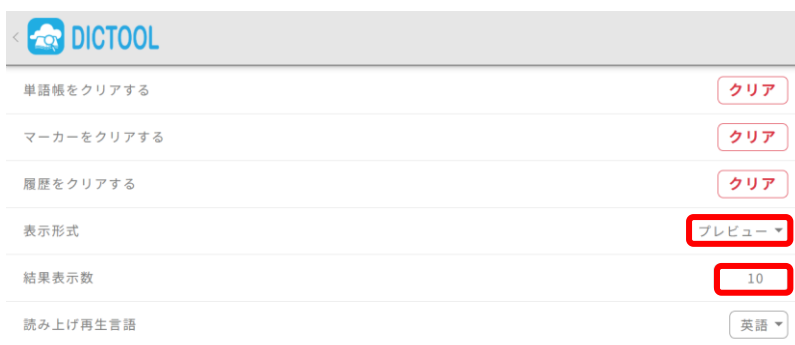 DICTOOL
単語帳をクリアする クリア
マーカーをクリアする クリア
履歴をクリアする クリア
表示形式 プレビュー
結果表示数 10
読み上げ再生言語 英語